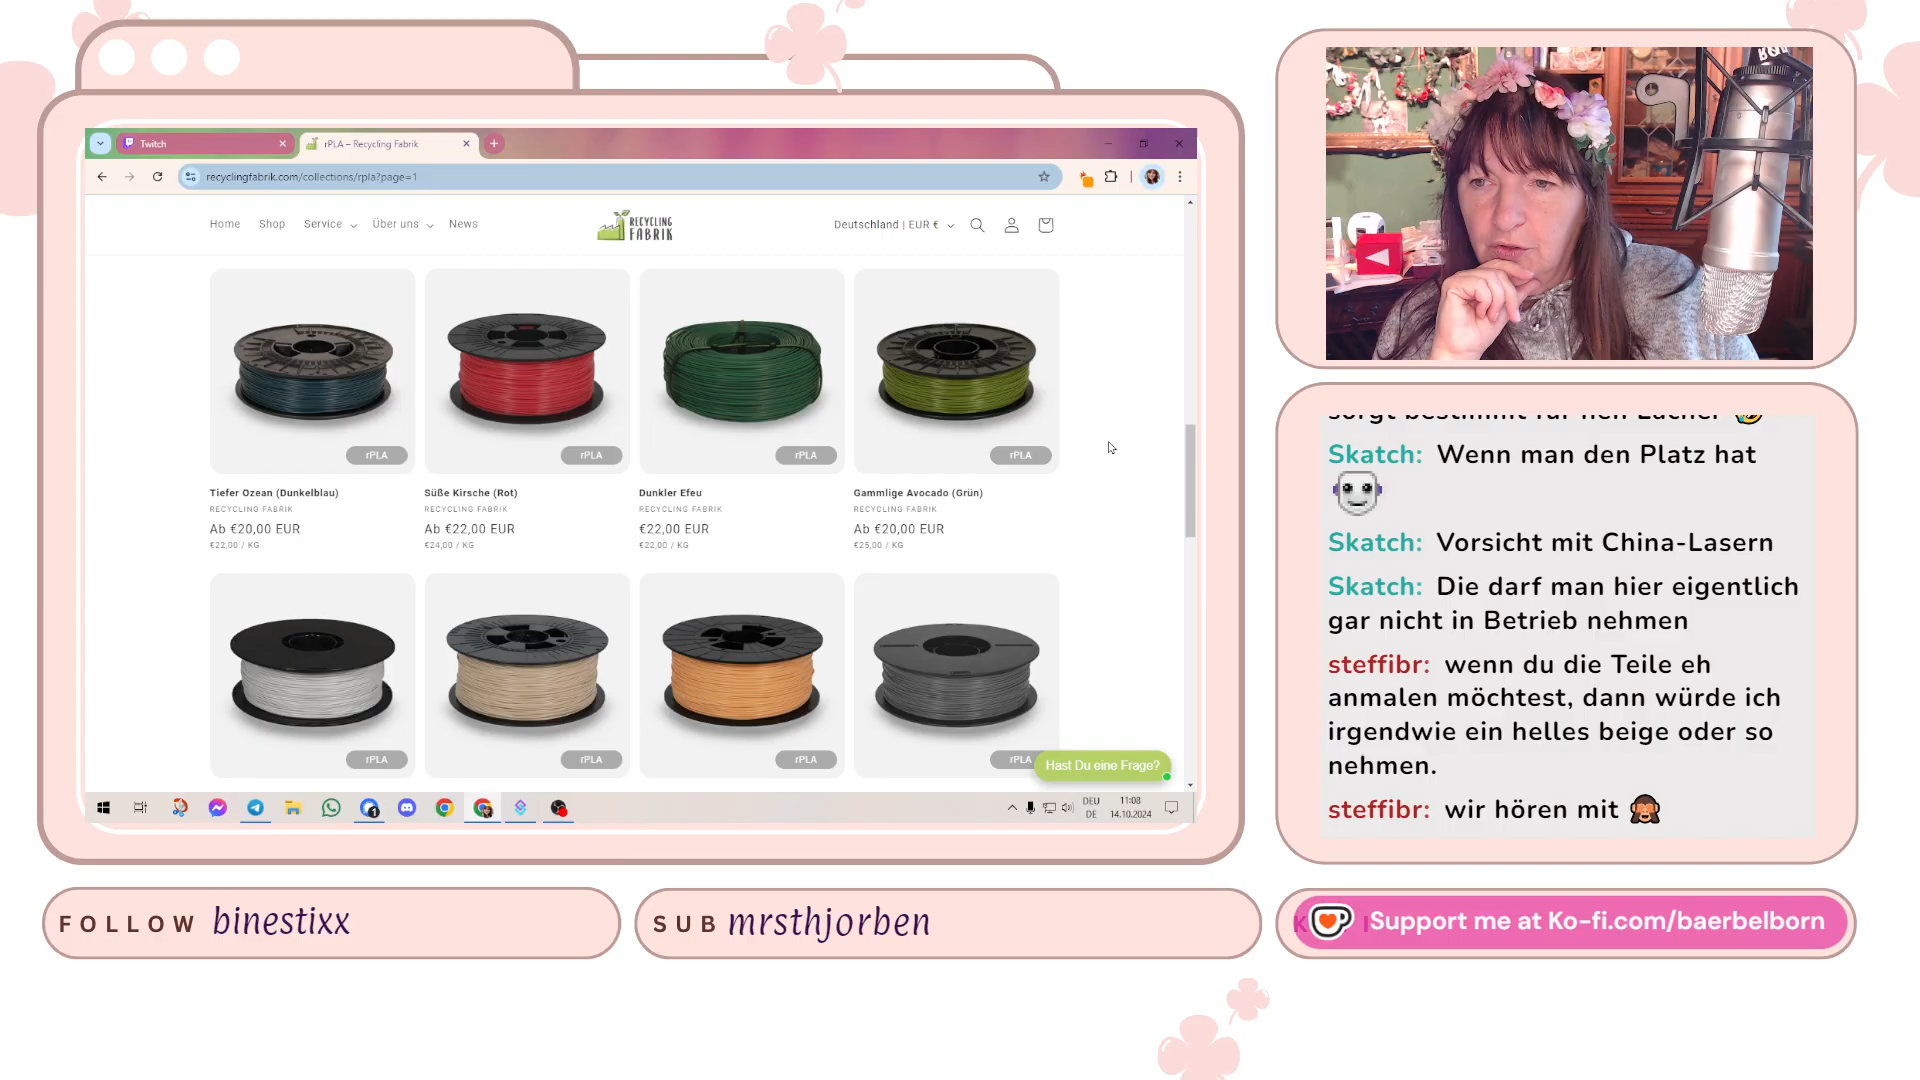 Twitch
rPLA – Recycling Fabrik
recyclingfabrik.com/collections/rpla?page=1
Home Shop Service Über uns News
RECYCLING
FABRIK
Deutschland | EUR €
rPLA
rPLA
rPLA
rPLA
Tiefer Ozean (Dunkelblau)
RECYCLING FABRIK
Ab €20,00 EUR
€22,00 / KG
Süße Kirsche (Rot)
RECYCLING FABRIK
Ab €22,00 EUR
€24,00 / KG
Dunkler Efeu
RECYCLING FABRIK
€22,00 EUR
€22,00 / KG
Gammlige Avocado (Grün)
RECYCLING FABRIK
Ab €20,00 EUR
€25,00 / KG
rPLA
rPLA
rPLA
rPLA
Hast Du eine Frage?
DEU
DE
11:08
14.10.2024
sorgt bestimmt für nen Lacher
Skatch: Wenn man den Platz hat
Skatch: Vorsicht mit China-Lasern
Skatch: Die darf man hier eigentlich
gar nicht in Betrieb nehmen
steffibr: wenn du die Teile eh
anmalen möchtest, dann würde ich
irgendwie ein helles beige oder so
nehmen.
steffibr: wir hören mit
FOLLOW binestixx
SUB mrsthjorben
Support me at Ko-fi.com/baerbelborn